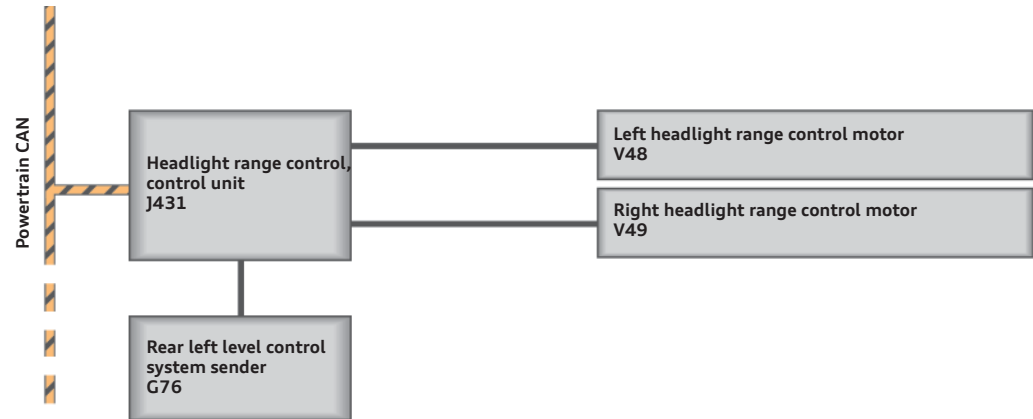 Powertrain CAN
Headlight range control,
control unit
J431
Left headlight range control motor
V48
Right headlight range control motor
V49
Rear left level control
system sender
G76